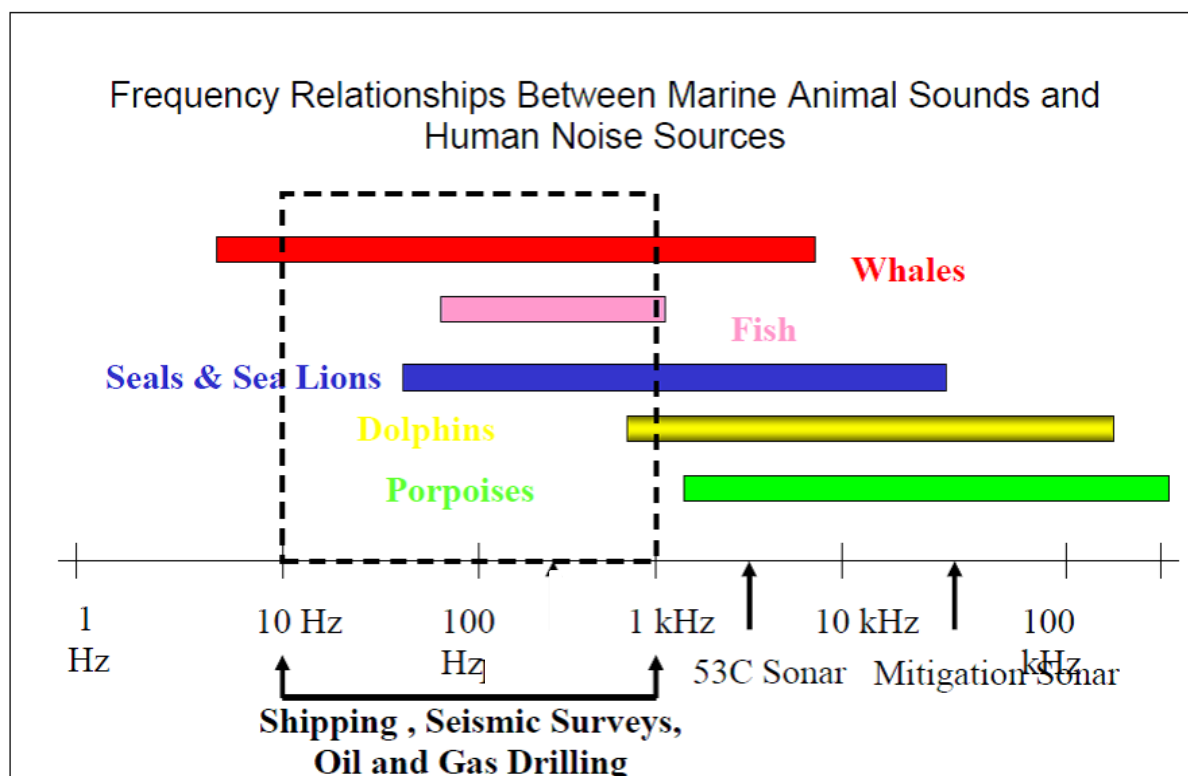 Frequency Relationships Between Marine Animal Sounds and
Human Noise Sources
Whales
Fish
Seals & Sea Lions
Dolphins
Porpoises
1
Hz
10 Hz
100
Hz
1 kHz
10 kHz
100
kHz
53C Sonar
Mitigation Sonar
Shipping , Seismic Surveys,
Oil and Gas Drilling